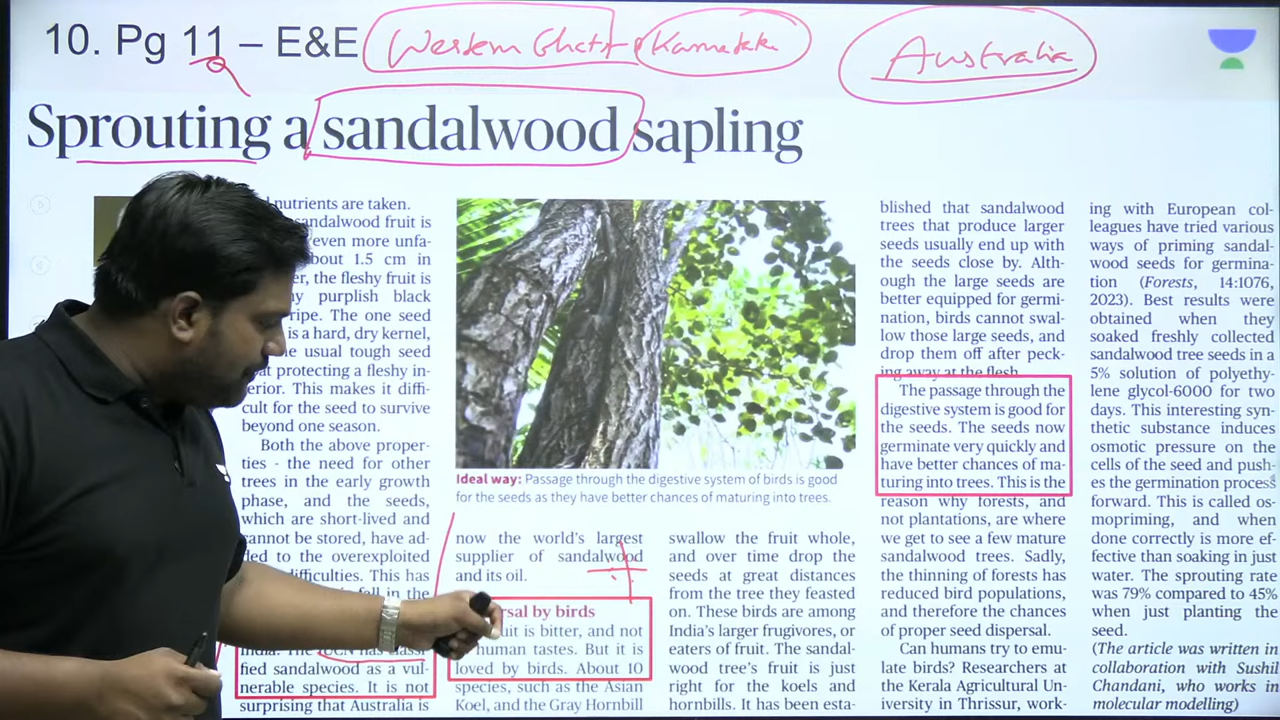 10. Pg 11 – E&E
Western Ghats
Karnataka
Australia
Sprouting a sandalwood sapling
nutrients are taken.
sandalwood fruit is
even more unfa-
bout 1.5 cm in
er, the fleshy fruit is
purplish black
ripe. The one seed
is a hard, dry kernel,
usual tough seed
protecting a fleshy in-
terior. This makes it diffi-
cult for the seed to survive
beyond one season.
Both the above proper-
ties - the need for other
trees in the early growth
phase, and the seeds,
which are short-lived and
cannot be stored, have ad-
ded to the overexploited
difficulties. This has
fell in the
India. The IUCN has classi-
fied sandalwood as a vul-
nerable species. It is not
surprising that Australia is
Ideal way: Passage through the digestive system of birds is good
for the seeds as they have better chances of maturing into trees.
now the world's largest
supplier of sandalwood
and its oil.
rsal by birds
uit is bitter, and not
human tastes. But it is
loved by birds. About 10
species, such as the Asian
Koel, and the Gray Hornbill
swallow the fruit whole,
and over time drop the
seeds at great distances
from the tree they feasted
on. These birds are among
India's larger frugivores, or
eaters of fruit. The sandal-
wood tree's fruit is just
right for the koels and
hornbills. It has been esta-
blished that sandalwood
trees that produce larger
seeds usually end up with
the seeds close by. Alth-
ough the large seeds are
better equipped for germi-
nation, birds cannot swal-
low those large seeds, and
drop them off after peck-
ing away at the flesh.
The passage through the
digestive system is good for
the seeds. The seeds now
germinate very quickly and
have better chances of ma-
turing into trees. This is the
reason why forests, and
not plantations, are where
we get to see a few mature
sandalwood trees. Sadly,
the thinning of forests has
reduced bird populations,
and therefore the chances
of proper seed dispersal.
Can humans try to emu-
late birds? Researchers at
the Kerala Agricultural Un-
iversity in Thrissur, work-
ing with European col-
leagues have tried various
ways of priming sandal-
wood seeds for germina-
tion (Forests, 14:1076,
2023). Best results were
obtained when they
soaked freshly collected
sandalwood tree seeds in a
5% solution of polyethy-
lene glycol-6000 for two
days. This interesting syn-
thetic substance induces
osmotic pressure on the
cells of the seed and push-
es the germination process
forward. This is called os-
mopriming, and when
done correctly is more ef-
fective than soaking in just
water. The sprouting rate
was 79% compared to 45%
when just planting the
seed.
(The article was written in
collaboration with Sushil
Chandani, who works in
molecular modelling)